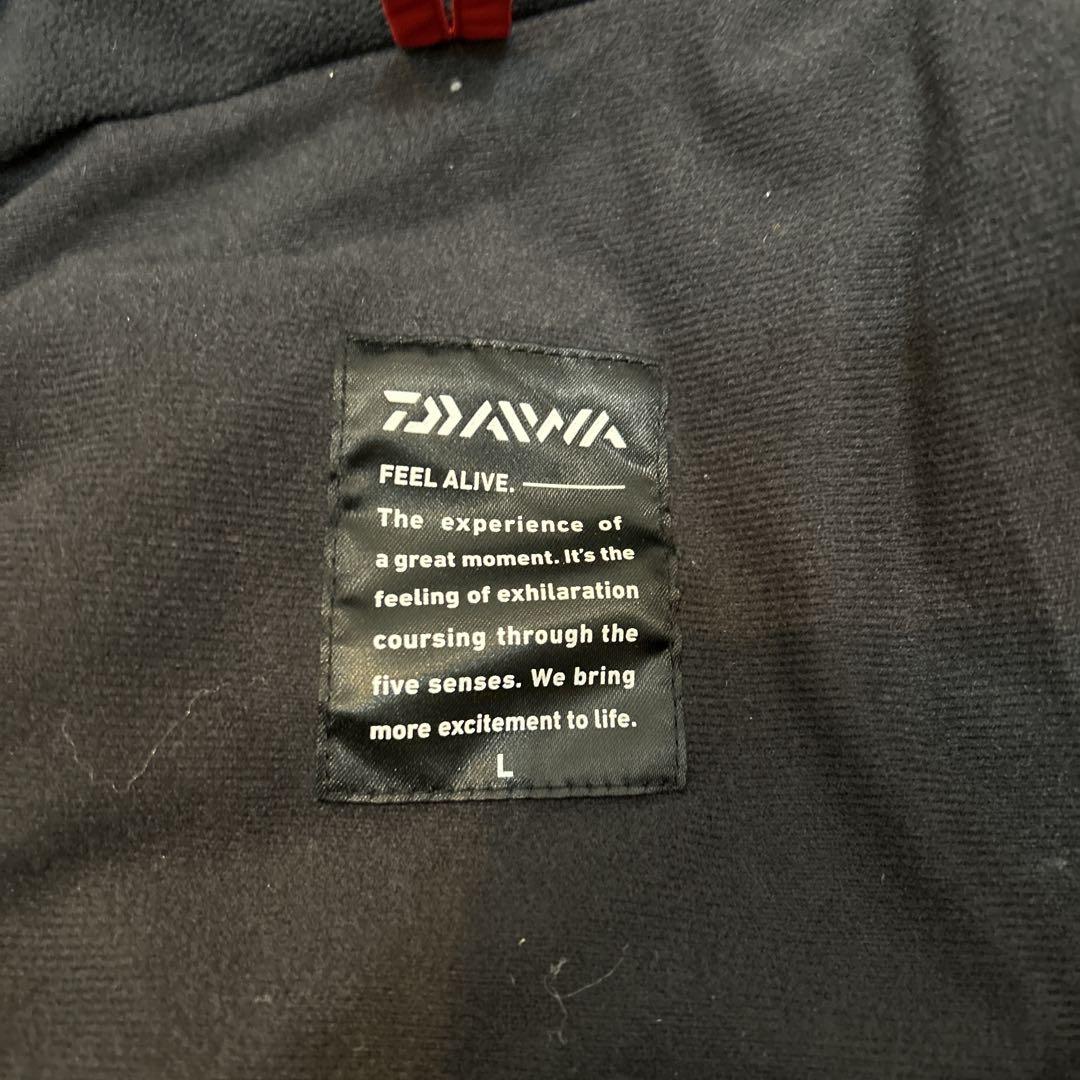 DAIWA
FEEL ALIVE.
The experience of
a great moment. It's the
feeling of exhilaration
coursing through the
five senses. We bring
more excitement to life.
L